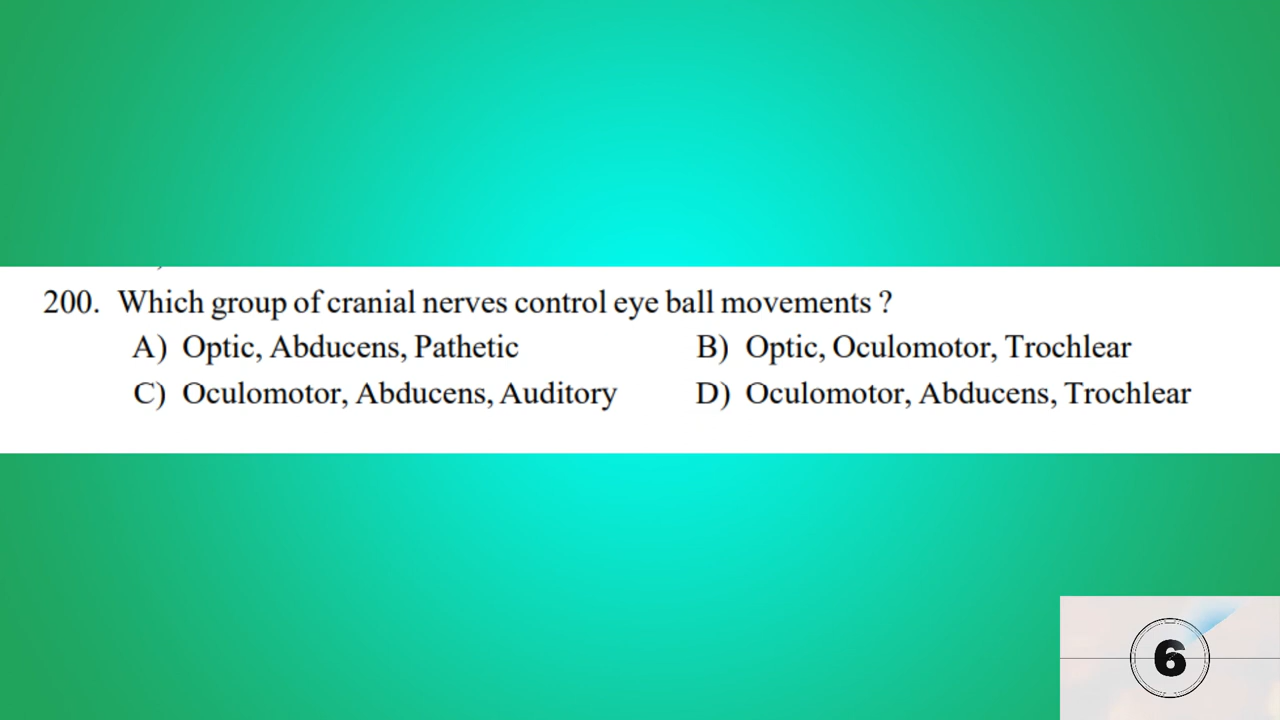 200. Which group of cranial nerves control eye ball movements ?
A) Optic, Abducens, Pathetic B) Optic, Oculomotor, Trochlear
C) Oculomotor, Abducens, Auditory D) Oculomotor, Abducens, Trochlear
6